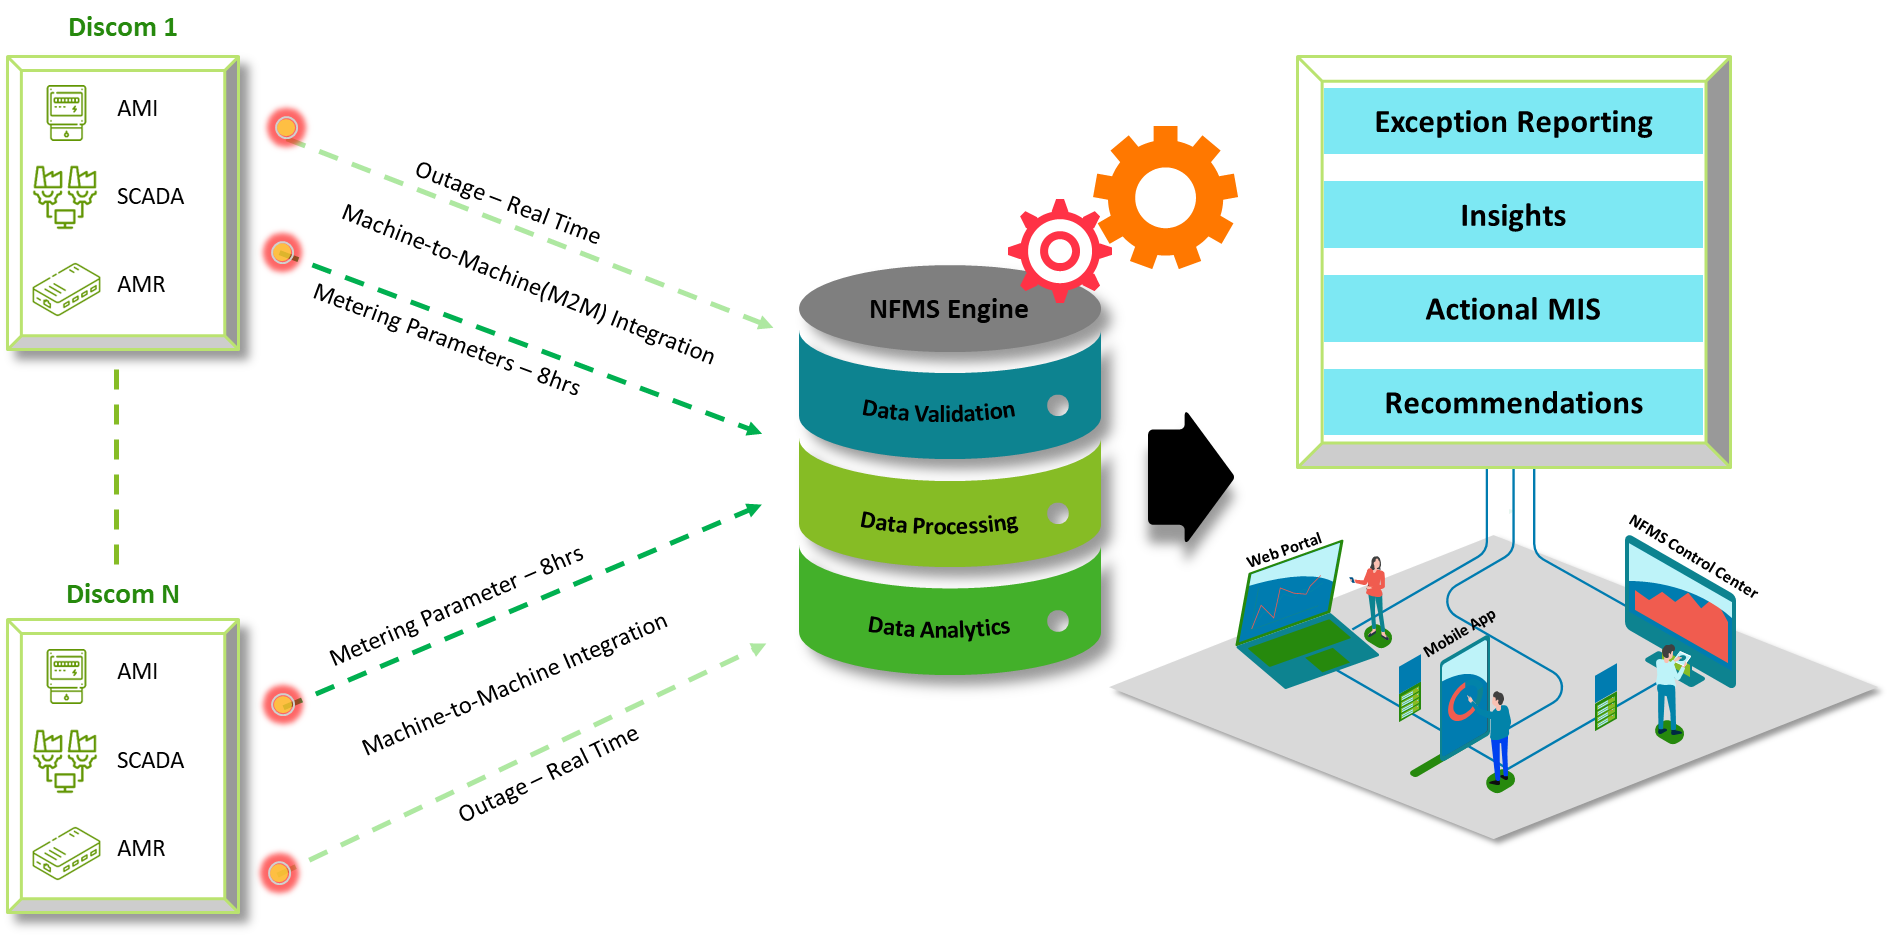 Discom 1
AMI
SCADA
AMR
Outage – Real Time
Machine-to-Machine(M2M) Integration
Metering Parameters – 8hrs
Discom N
AMI
SCADA
AMR
Metering Parameter – 8hrs
Machine-to-Machine Integration
Outage – Real Time
NFMS Engine
Data Validation
Data Processing
Data Analytics
Exception Reporting
Insights
Actional MIS
Recommendations
Web Portal
Mobile App
NFMS Control Center